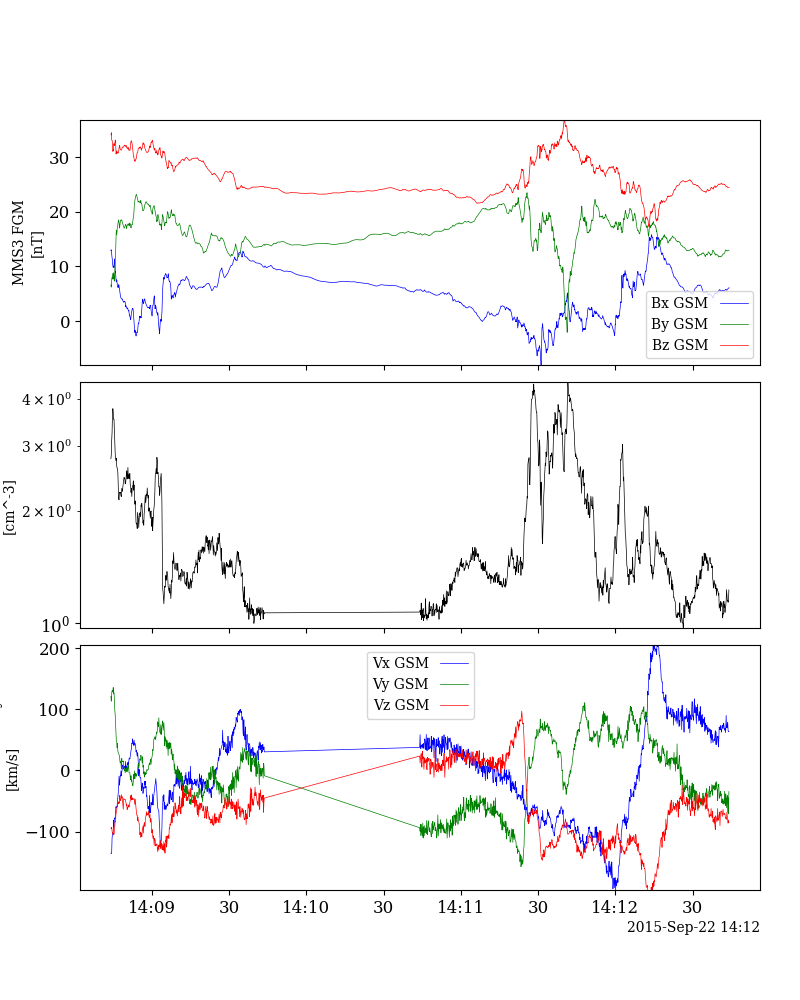 30
20
10
0
MMS3 FGM
[nT]
Bx GSM
By GSM
Bz GSM
4 × 10⁰
3 × 10⁰
2 × 10⁰
10⁰
[cm^-3]
200
100
0
−100
[km/s]
Vx GSM
Vy GSM
Vz GSM
14:09 30 14:10 30 14:11 30 14:12 30
2015-Sep-22 14:12